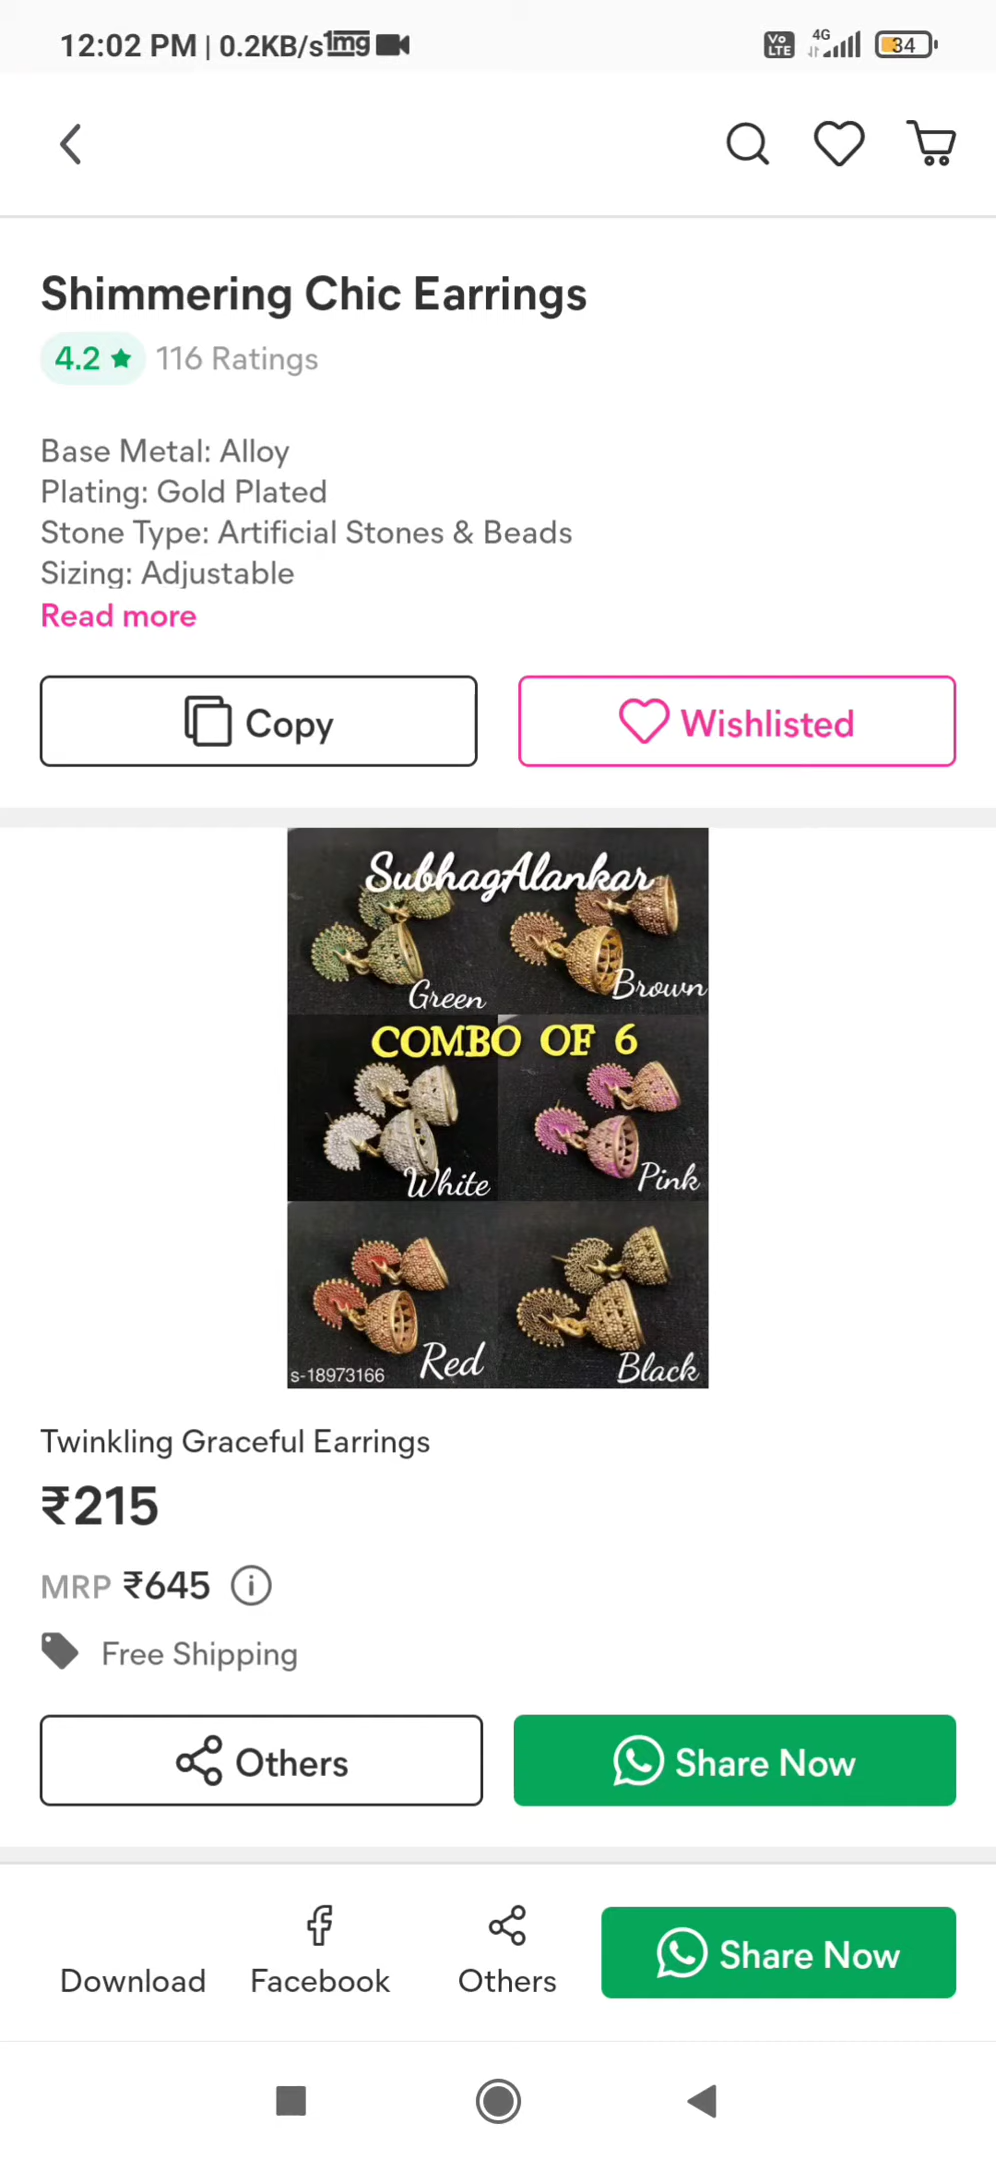 12:02 PM | 0.2KB/s 1mg
Vo LTE 4G 34
Shimmering Chic Earrings
4.2 ★ 116 Ratings
Base Metal: Alloy
Plating: Gold Plated
Stone Type: Artificial Stones & Beads
Sizing: Adjustable
Read more
Copy
Wishlisted
SubhagAlankar
Green
Brown
COMBO OF 6
White
Pink
Red
Black
s-18973166
Twinkling Graceful Earrings
₹215
MRP ₹645
Free Shipping
Others
Share Now
Download
Facebook
Others
Share Now